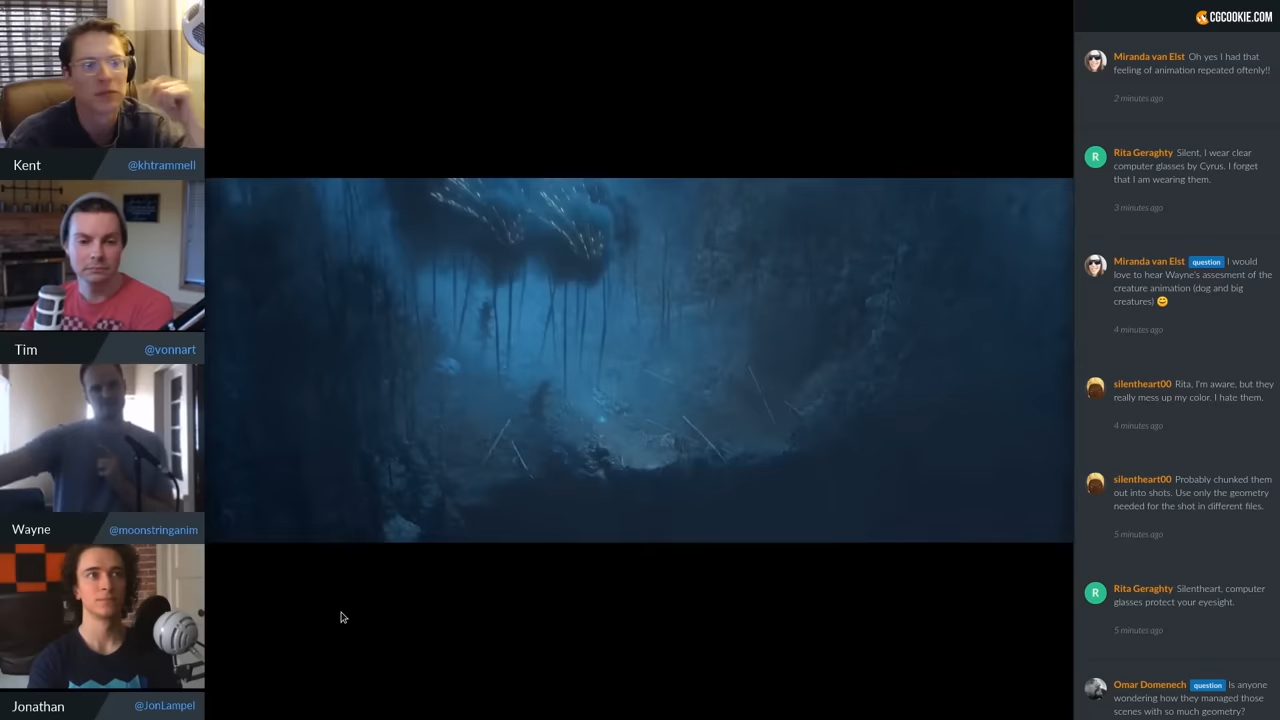 Kent
@khtrammell
Tim
@vonnart
Wayne
@moonstringanim
Jonathan
@JonLampel
CGCOOKIE.COM
Miranda van Elst Oh yes I had that
feeling of animation repeated oftenly!!
2 minutes ago
R
Rita Geraghty Silent, I wear clear
computer glasses by Cyrus. I forget
that I am wearing them.
3 minutes ago
Miranda van Elst question I would
love to hear Wayne's assesment of the
creature animation (dog and big
creatures)
4 minutes ago
silentheart00 Rita, I'm aware, but they
really mess up my color. I hate them.
4 minutes ago
silentheart00 Probably chunked them
out into shots. Use only the geometry
needed for the shot in different files.
5 minutes ago
R
Rita Geraghty Silentheart, computer
glasses protect your eyesight.
5 minutes ago
Omar Domenech question Is anyone
wondering how they managed those
scenes with so much geometry?